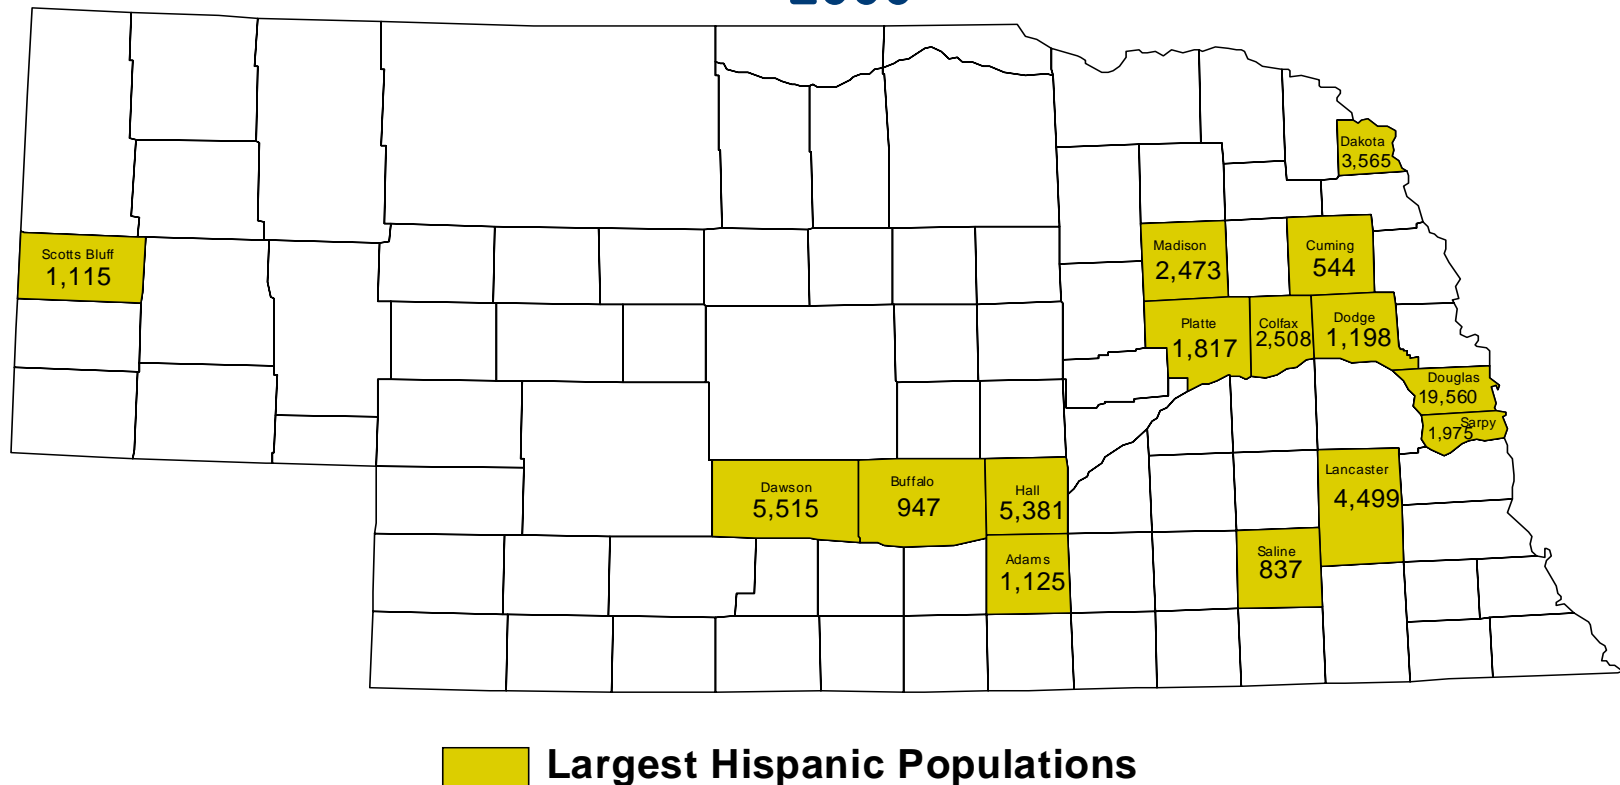 Dakota
3,565
Scotts Bluff
1,115
Madison
2,473
Cuming
544
Platte
1,817
Colfax
2,508
Dodge
1,198
Douglas
19,560
Sarpy
1,975
Lancaster
4,499
Dawson
5,515
Buffalo
947
Hall
5,381
Adams
1,125
Saline
837
Largest Hispanic Populations